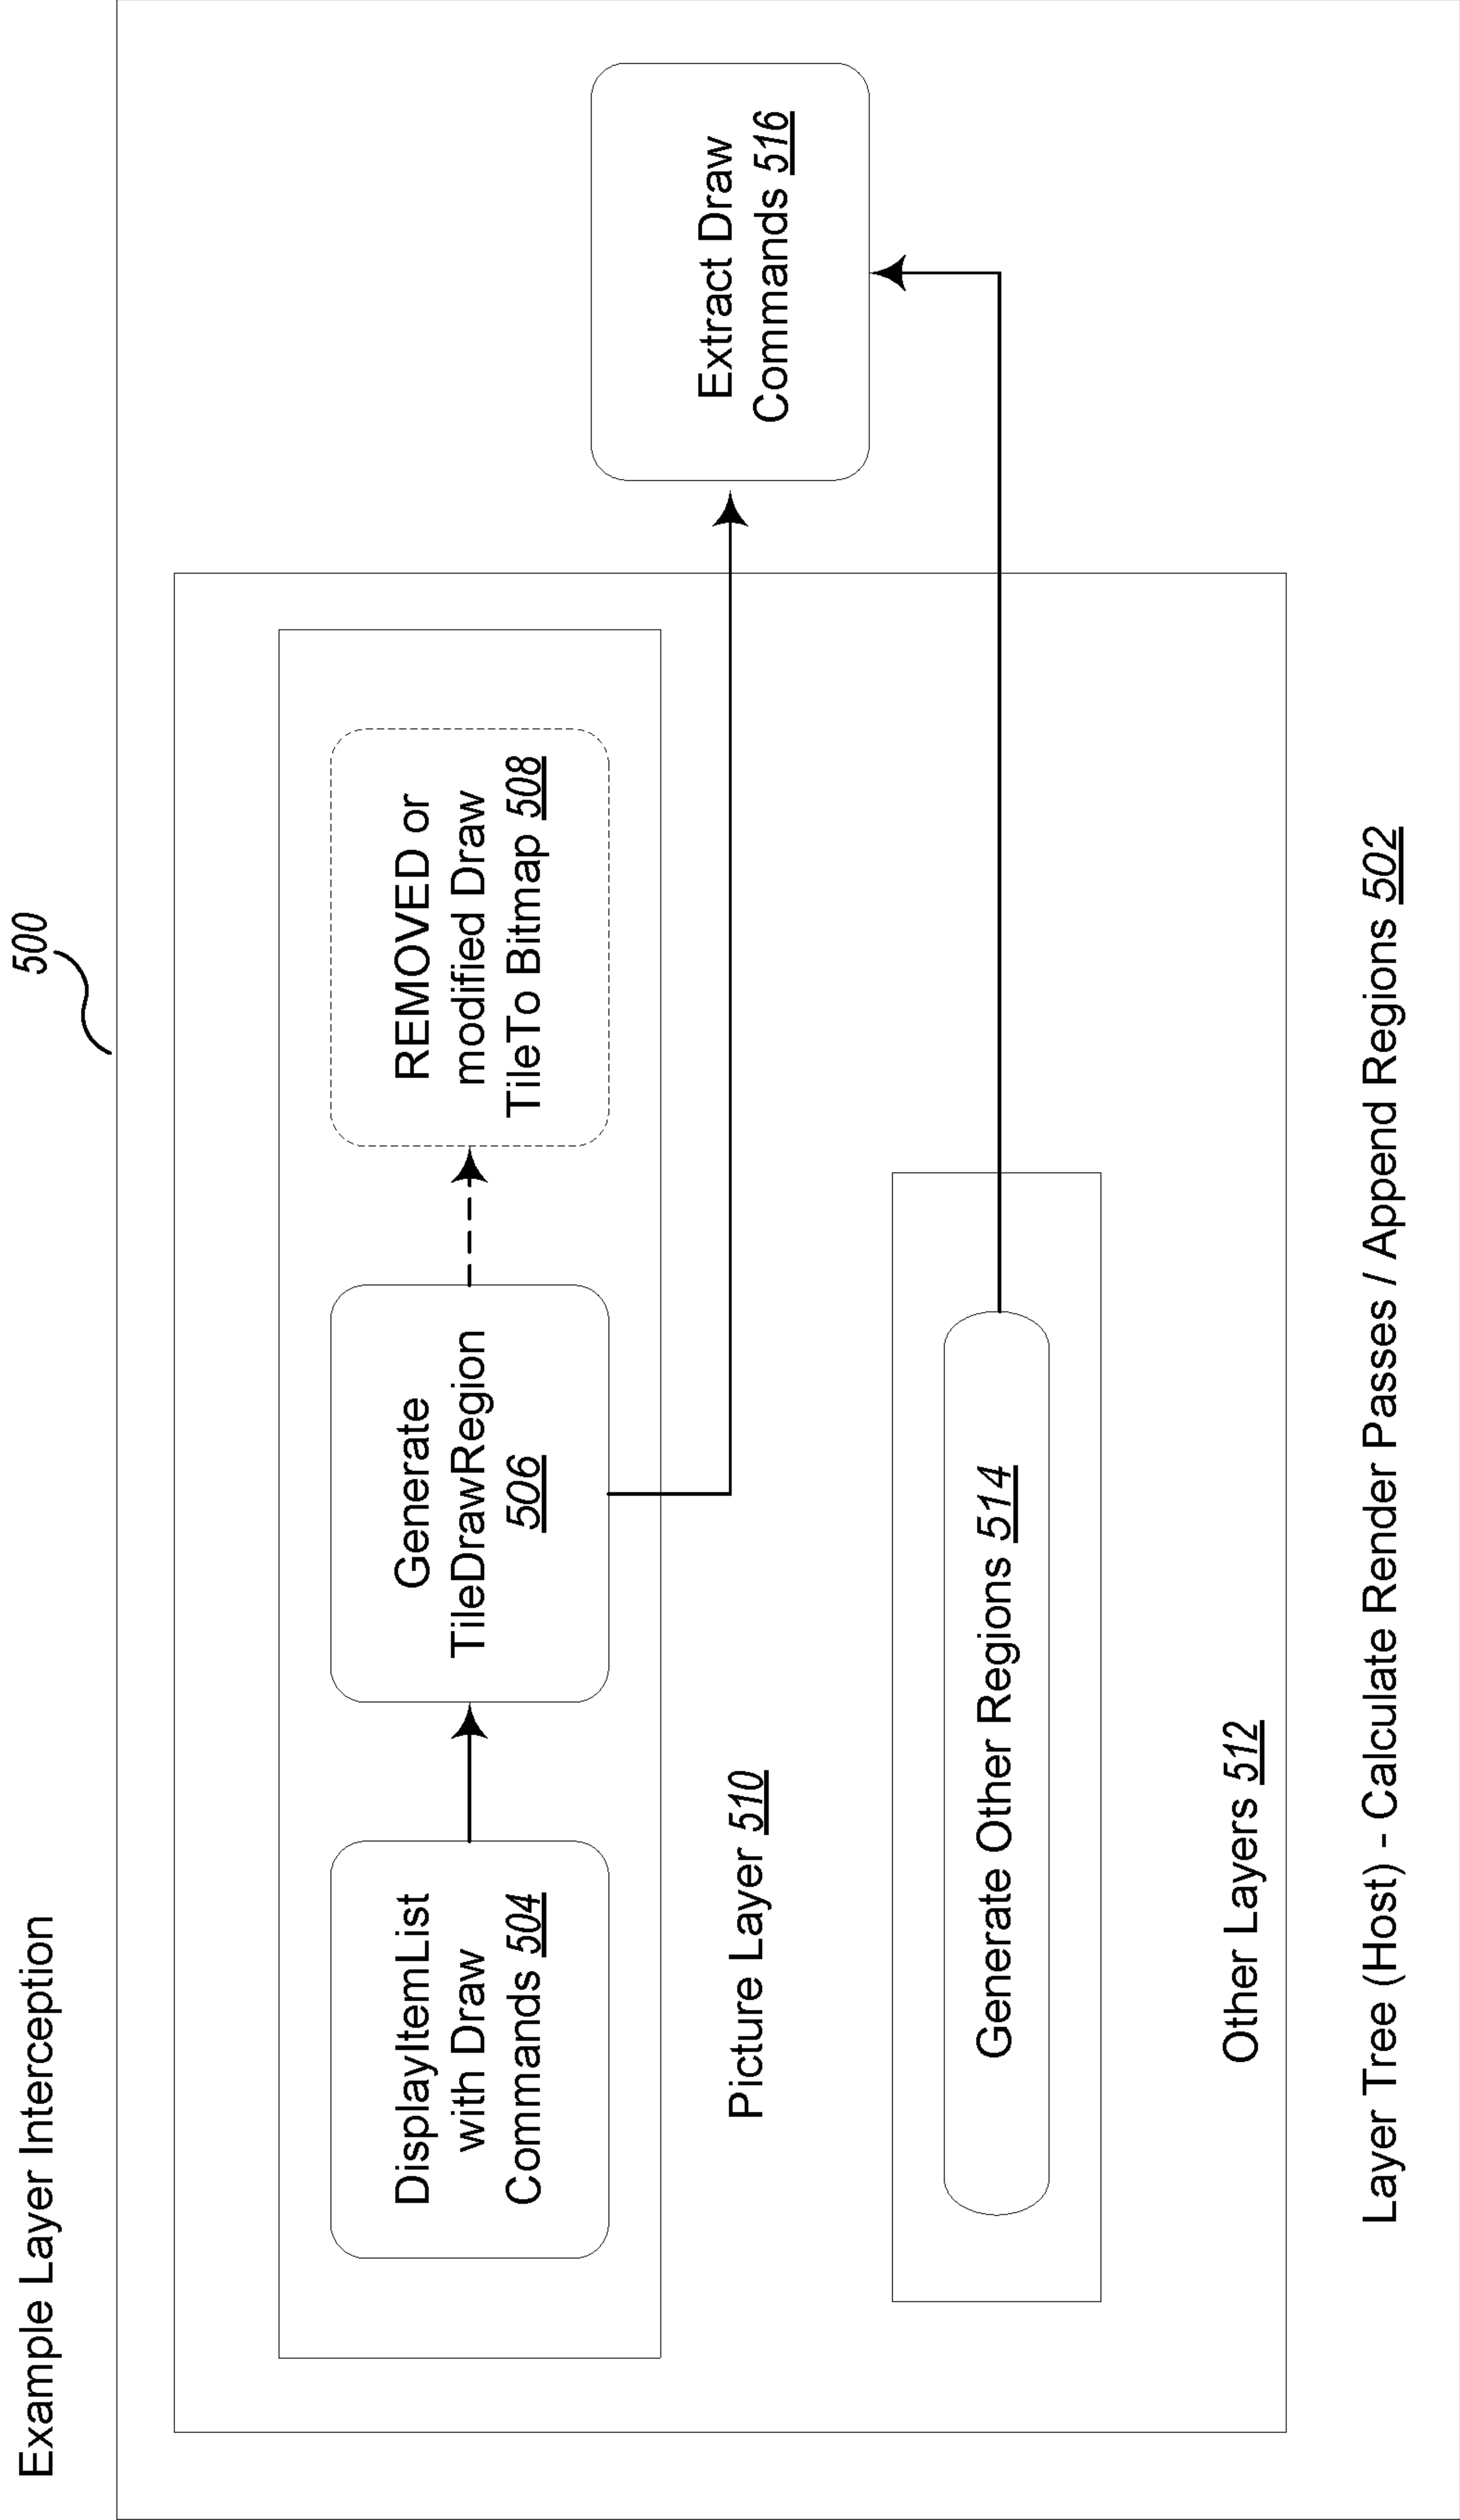 Example Layer Interception
500
DisplayItemList
with Draw
Commands 504
Generate
TileDrawRegion
506
REMOVED or
modified Draw
TileTo Bitmap 508
Picture Layer 510
Extract Draw
Commands 516
Generate Other Regions 514
Other Layers 512
Layer Tree (Host) - Calculate Render Passes / Append Regions 502